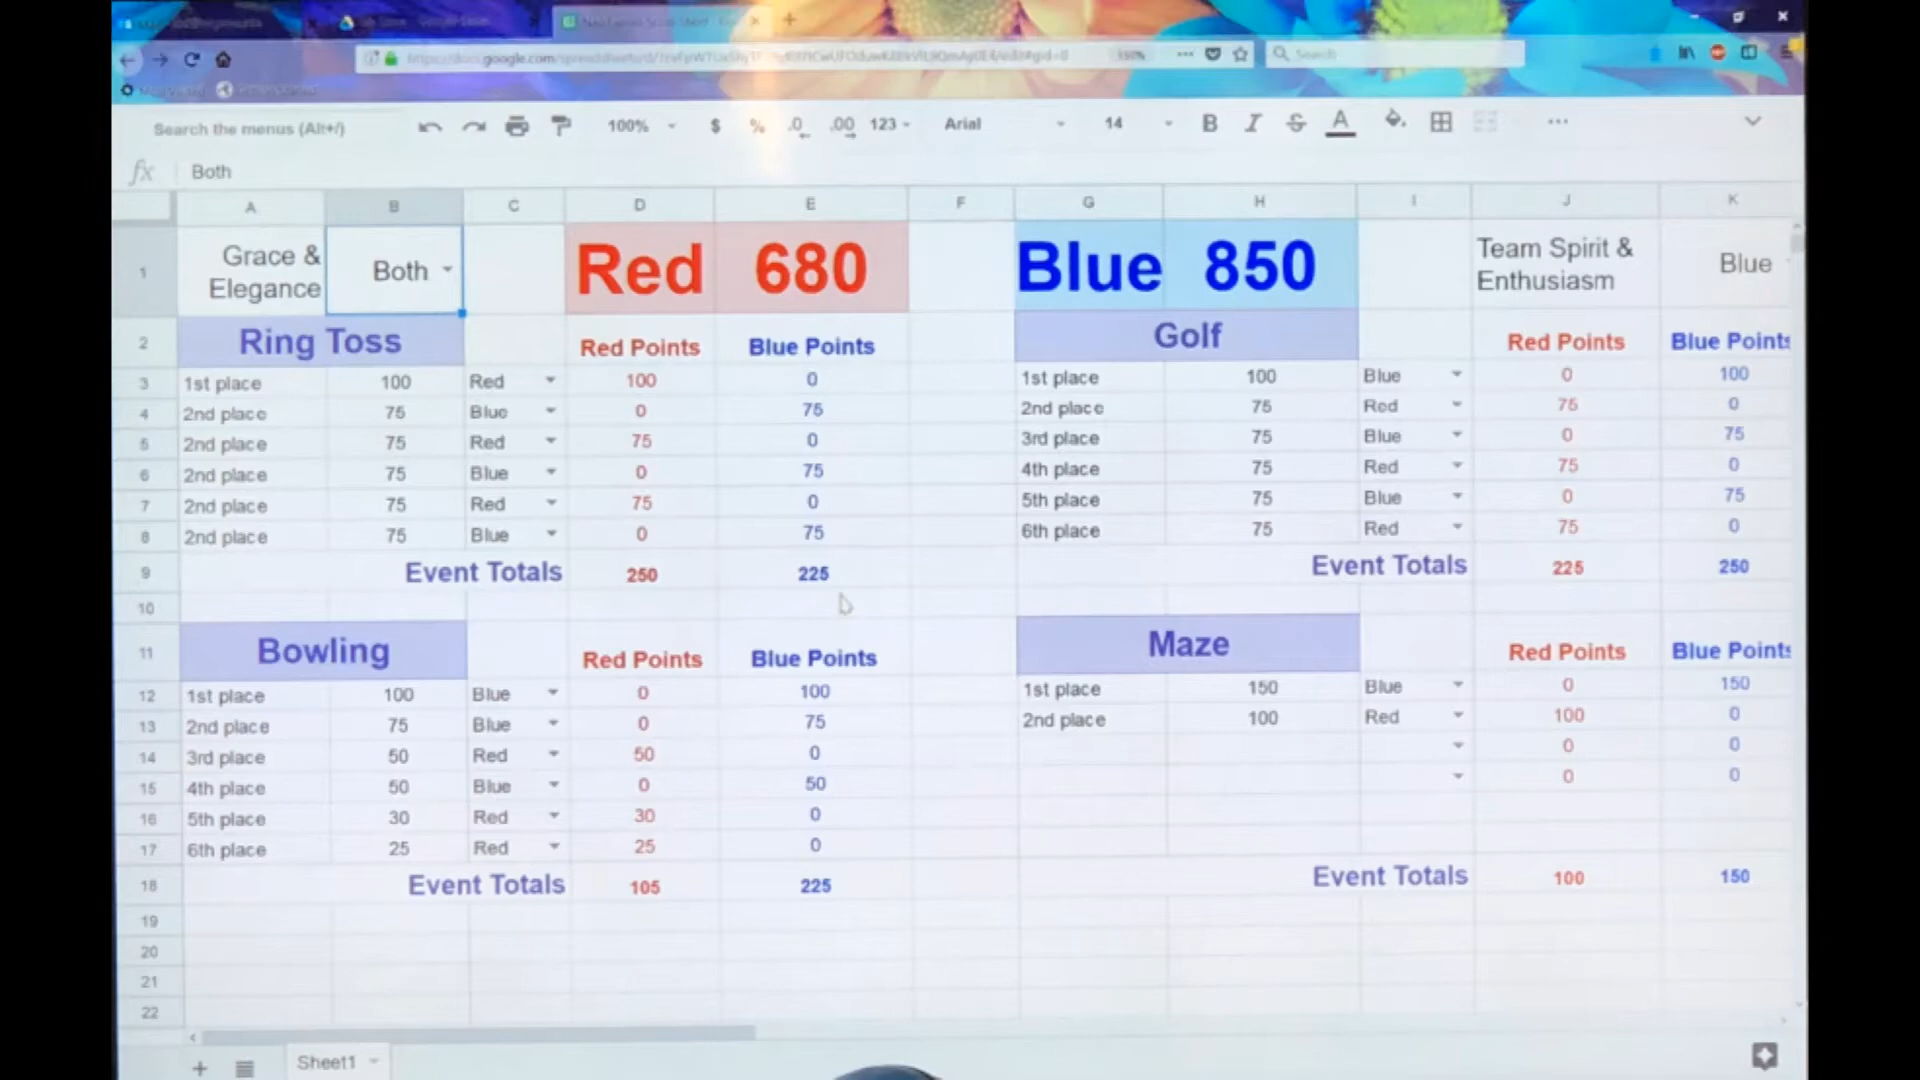 Search
Search the menus (Alt+/) 100% $ % .0 .00 123 Arial 14 B I S A ...
fx Both
A B C D E F G H I J K
1 Grace & Elegance Both Red 680 Blue 850 Team Spirit & Enthusiasm Blue
2 Ring Toss Red Points Blue Points Golf Red Points Blue Points
3 1st place 100 Red 100 0 1st place 100 Blue 0 100
4 2nd place 75 Blue 0 75 2nd place 75 Red 75 0
5 2nd place 75 Red 75 0 3rd place 75 Blue 0 75
6 2nd place 75 Blue 0 75 4th place 75 Red 75 0
7 2nd place 75 Red 75 0 5th place 75 Blue 0 75
8 2nd place 75 Blue 0 75 6th place 75 Red 75 0
9 Event Totals 250 225 Event Totals 225 250
10
11 Bowling Red Points Blue Points Maze Red Points Blue Points
12 1st place 100 Blue 0 100 1st place 150 Blue 0 150
13 2nd place 75 Blue 0 75 2nd place 100 Red 100 0
14 3rd place 50 Red 50 0 0 0
15 4th place 50 Blue 0 50 0 0
16 5th place 30 Red 30 0
17 6th place 25 Red 25 0
18 Event Totals 105 225 Event Totals 100 150
19
20
21
22
+ Sheet1